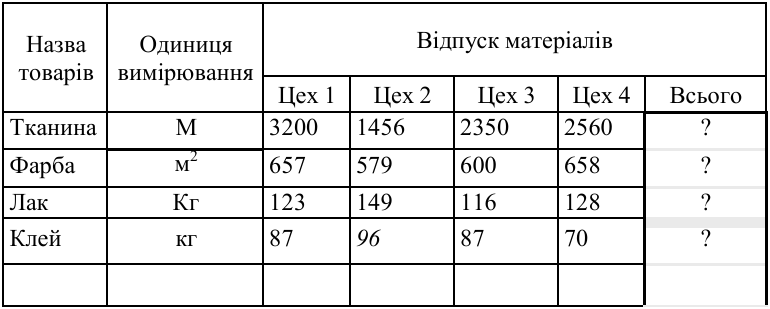 Назва товарів Одиниця вимірювання Відпуск матеріалів
Цех 1 Цех 2 Цех 3 Цех 4 Всього
Тканина М 3200 1456 2350 2560 ?
Фарба м² 657 579 600 658 ?
Лак Кг 123 149 116 128 ?
Клей кг 87 96 87 70 ?